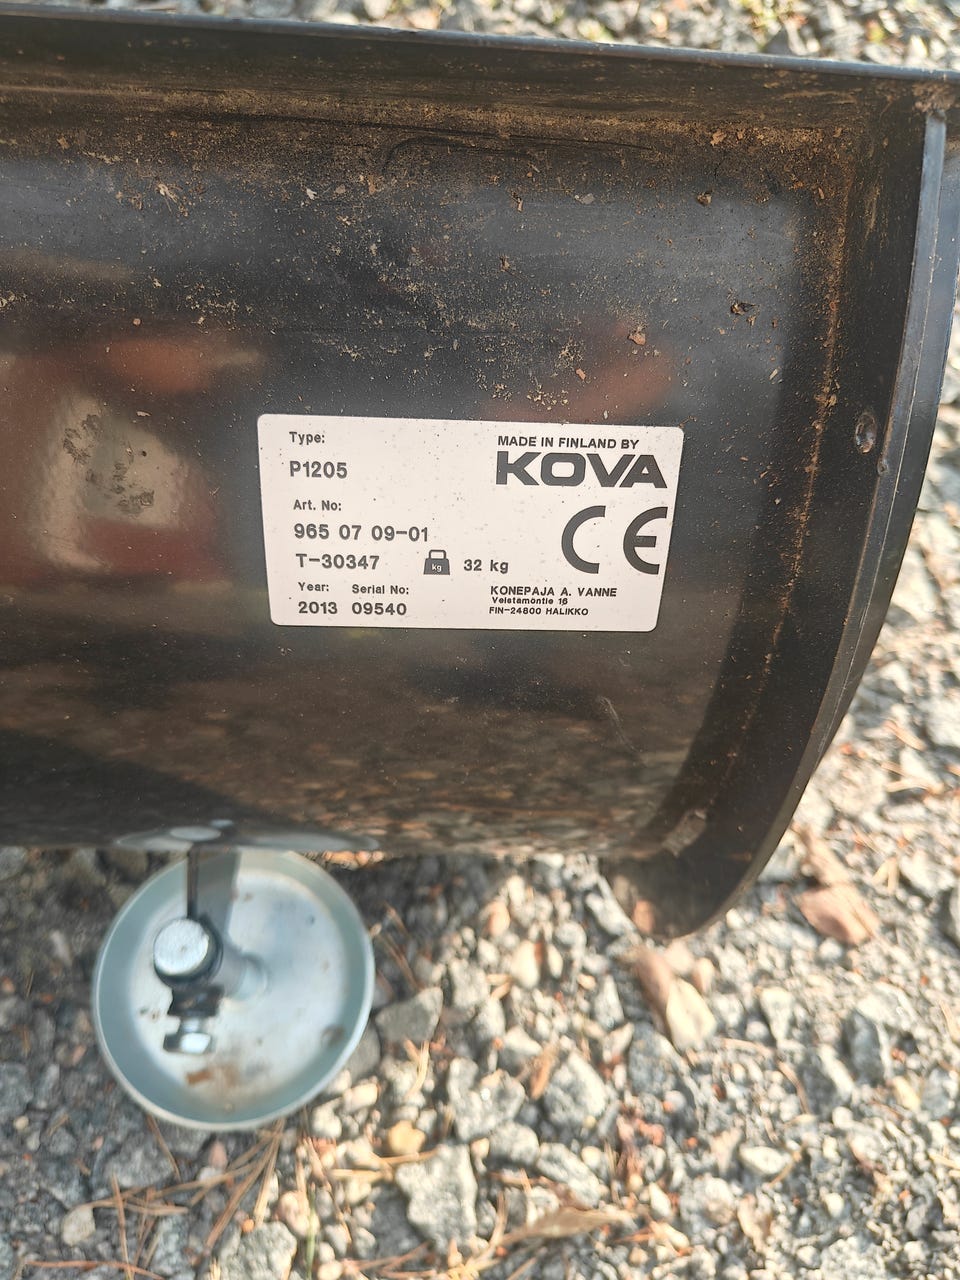 Type:
P1205
MADE IN FINLAND BY
KOVA
Art. No:
965 07 09-01
T-30347
kg
32 kg
CE
Year: Serial No:
2013 09540
KONEPAJA A. VANNE
Veistämöntie 16
FIN-24800 HALIKKO